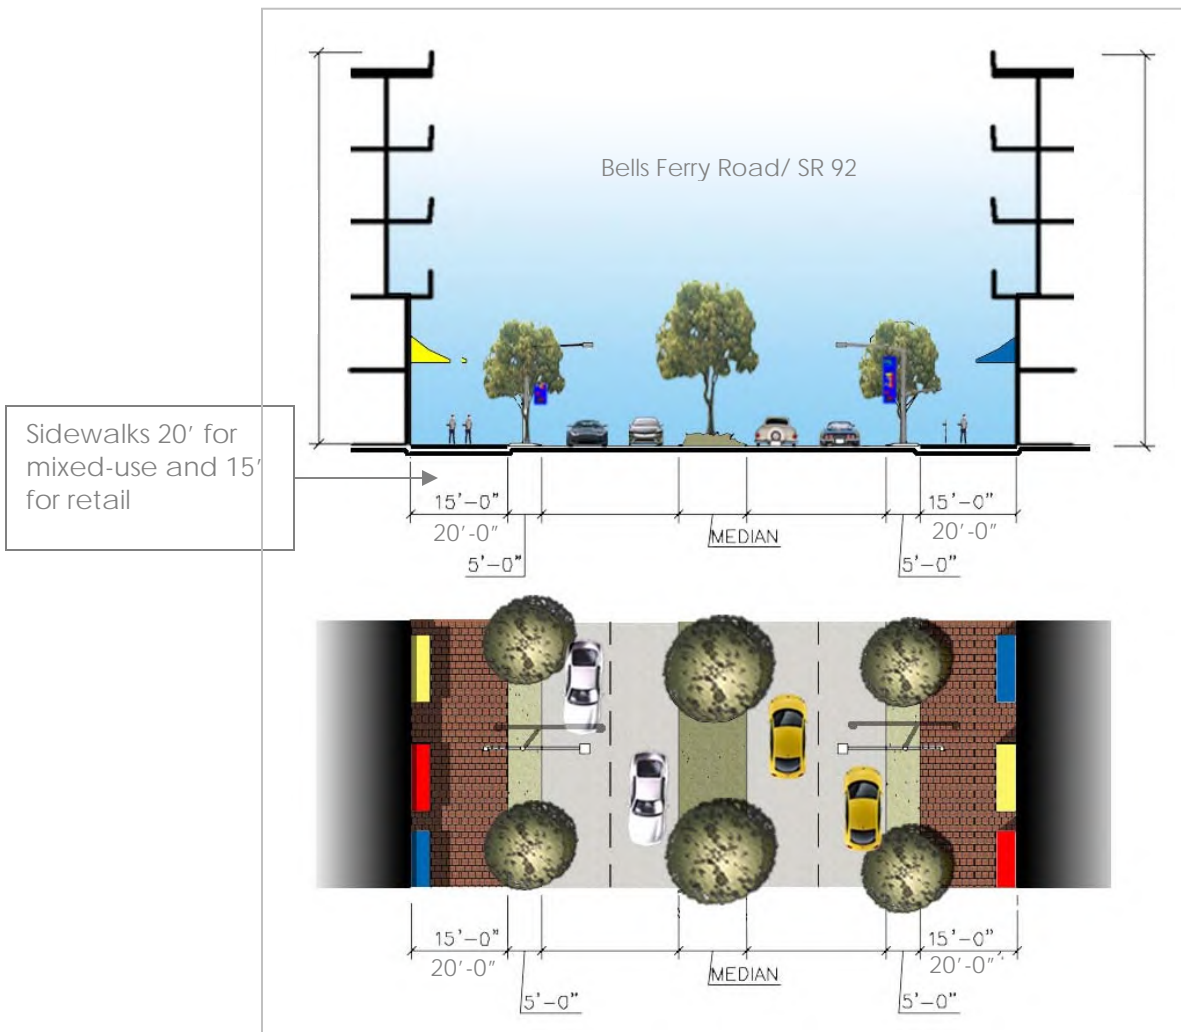 Bells Ferry Road/ SR 92
Sidewalks 20' for
mixed-use and 15'
for retail
15'-0" 15'-0"
20'-0" MEDIAN 20'-0"
5'-0" 5'-0"
15'-0" 15'-0"
20'-0" MEDIAN 20'-0"
5'-0" 5'-0"